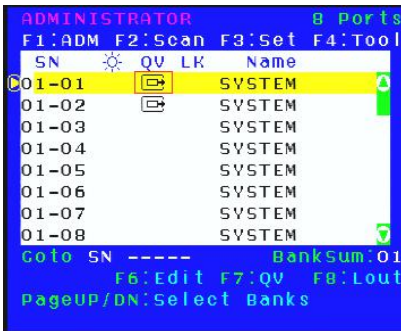 ADMINISTRATOR 8 Ports
F1:ADM F2:Scan F3:Set F4:Tool
SN QV LK Name
01-01 SYSTEM
01-02 SYSTEM
01-03 SYSTEM
01-04 SYSTEM
01-05 SYSTEM
01-06 SYSTEM
01-07 SYSTEM
01-08 SYSTEM
Goto SN ----- BankSum:01
F6:Edit F7:QV F8:Lout
PageUP/DN:Select Banks